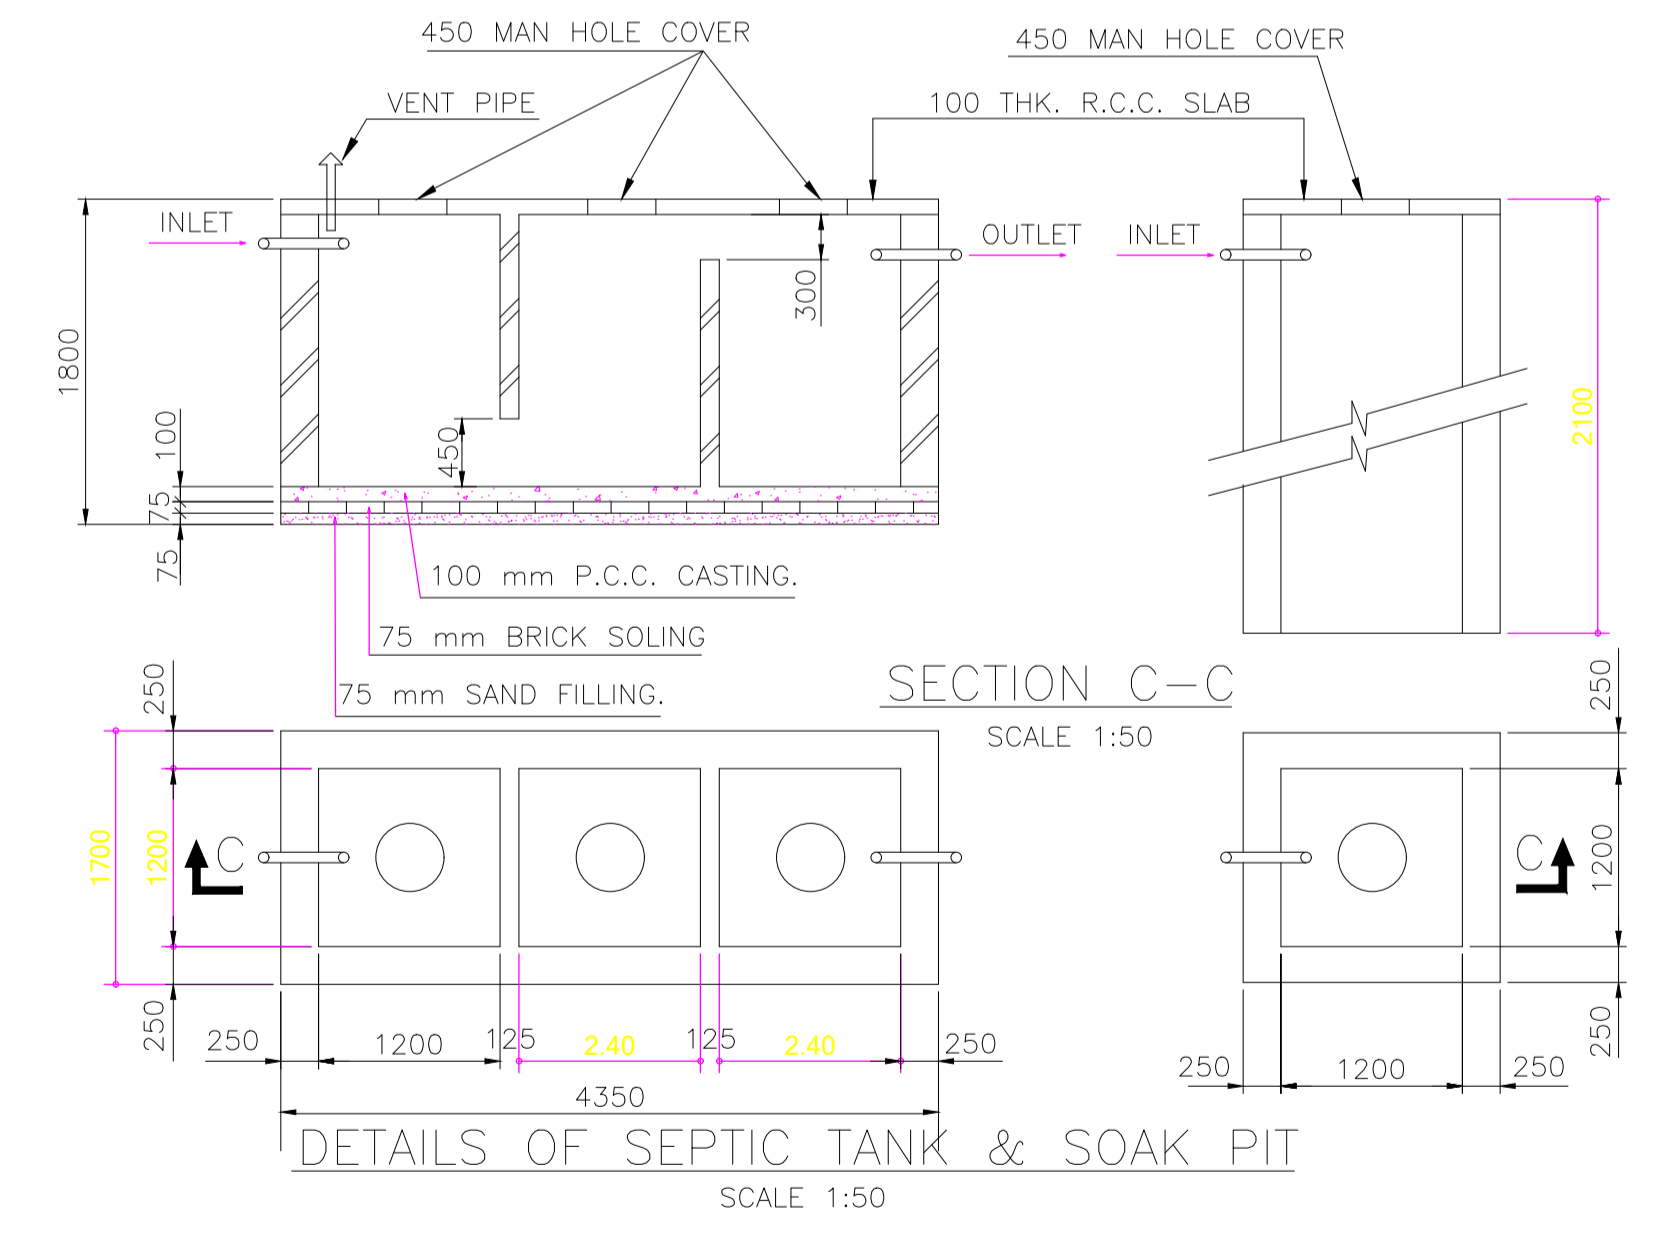 450 MAN HOLE COVER
450 MAN HOLE COVER
VENT PIPE
100 THK. R.C.C. SLAB
INLET
OUTLET
INLET
300
1800
2100
100
450
75
75
100 mm P.C.C. CASTING.
75 mm BRICK SOLING
75 mm SAND FILLING.
SECTION C-C
SCALE 1:50
250
250
1700
1200
C
C
1200
250
250
250
1200
125
2.40
125
2.40
250
250
1200
250
4350
DETAILS OF SEPTIC TANK & SOAK PIT
SCALE 1:50